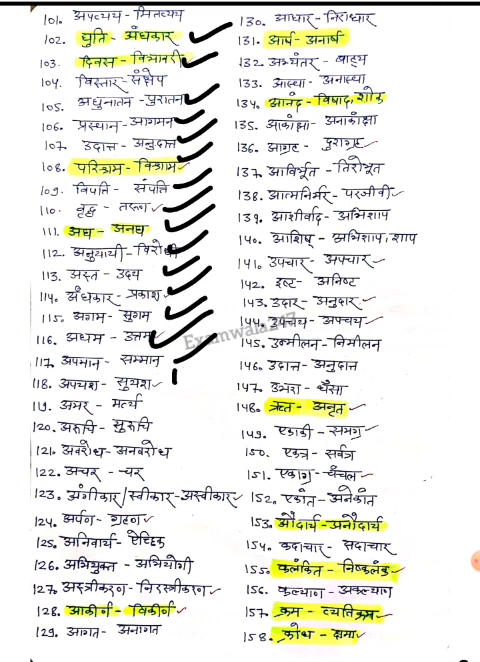 101. अपव्यय - मितव्यय
102. द्युति - अंधकार
103. दिवस - विभावरी
104. विस्तार - संक्षेप
105. अधुनातन - पुरातन
106. प्रस्थान - आगमन
107. उदात्त - अनुदात्त
108. परिश्रम - विश्राम
109. विपत्ति - संपत्ति
110. वृद्ध - तरुण
111. अघ - अनघ
112. अनुयायी - विरोधी
113. अस्त - उदय
114. अंधकार - प्रकाश
115. अगम - सुगम
116. अधम - उत्तम
117. अपमान - सम्मान
118. अपयश - सुयश
119. अमर - मर्त्य
120. अरुचि - सुरुचि
121. अवरोध - अनवरोध
122. अचर - चर
123. अंगीकार/स्वीकार - अस्वीकार
124. अर्पण - ग्रहण
125. अनिवार्य - ऐच्छिक
126. अभियुक्त - अभियोगी
127. अस्त्रीकरण - निरस्त्रीकरण
128. आकीर्ण - विकीर्ण
129. आगत - अनागत
130. आधार - निराधार
131. आर्ष - अनार्ष
132. अभ्यंतर - बाह्य
133. आस्था - अनास्था
134. आनंद - विषाद, शोक
135. आकांक्षा - अनाकांक्षा
136. आग्रह - दुराग्रह
137. आविर्भूत - तिरोभूत
138. आत्मनिर्भर - परजीवी
139. आशीर्वाद - अभिशाप
140. आशिष - अभिशाप, शाप
141. उपचार - अपचार
142. इष्ट - अनिष्ट
143. उदार - अनुदार
144. उपचय - अपचय
145. उन्मीलन - निमीलन
146. उदात्त - अनुदात्त
147. उभरा - धँसा
148. ऋत - अनृत
149. एकाकी - समग्र
150. एकत्र - सर्वत्र
151. एकाग्र - चंचल
152. एकांत - अनेकांत
153. औदार्य - अनौदार्य
154. कदाचार - सदाचार
155. कलंकित - निष्कलंक
156. कल्याण - अकल्याण
157. क्रम - व्यतिक्रम
158. क्रोध - क्षमा
Examwala247